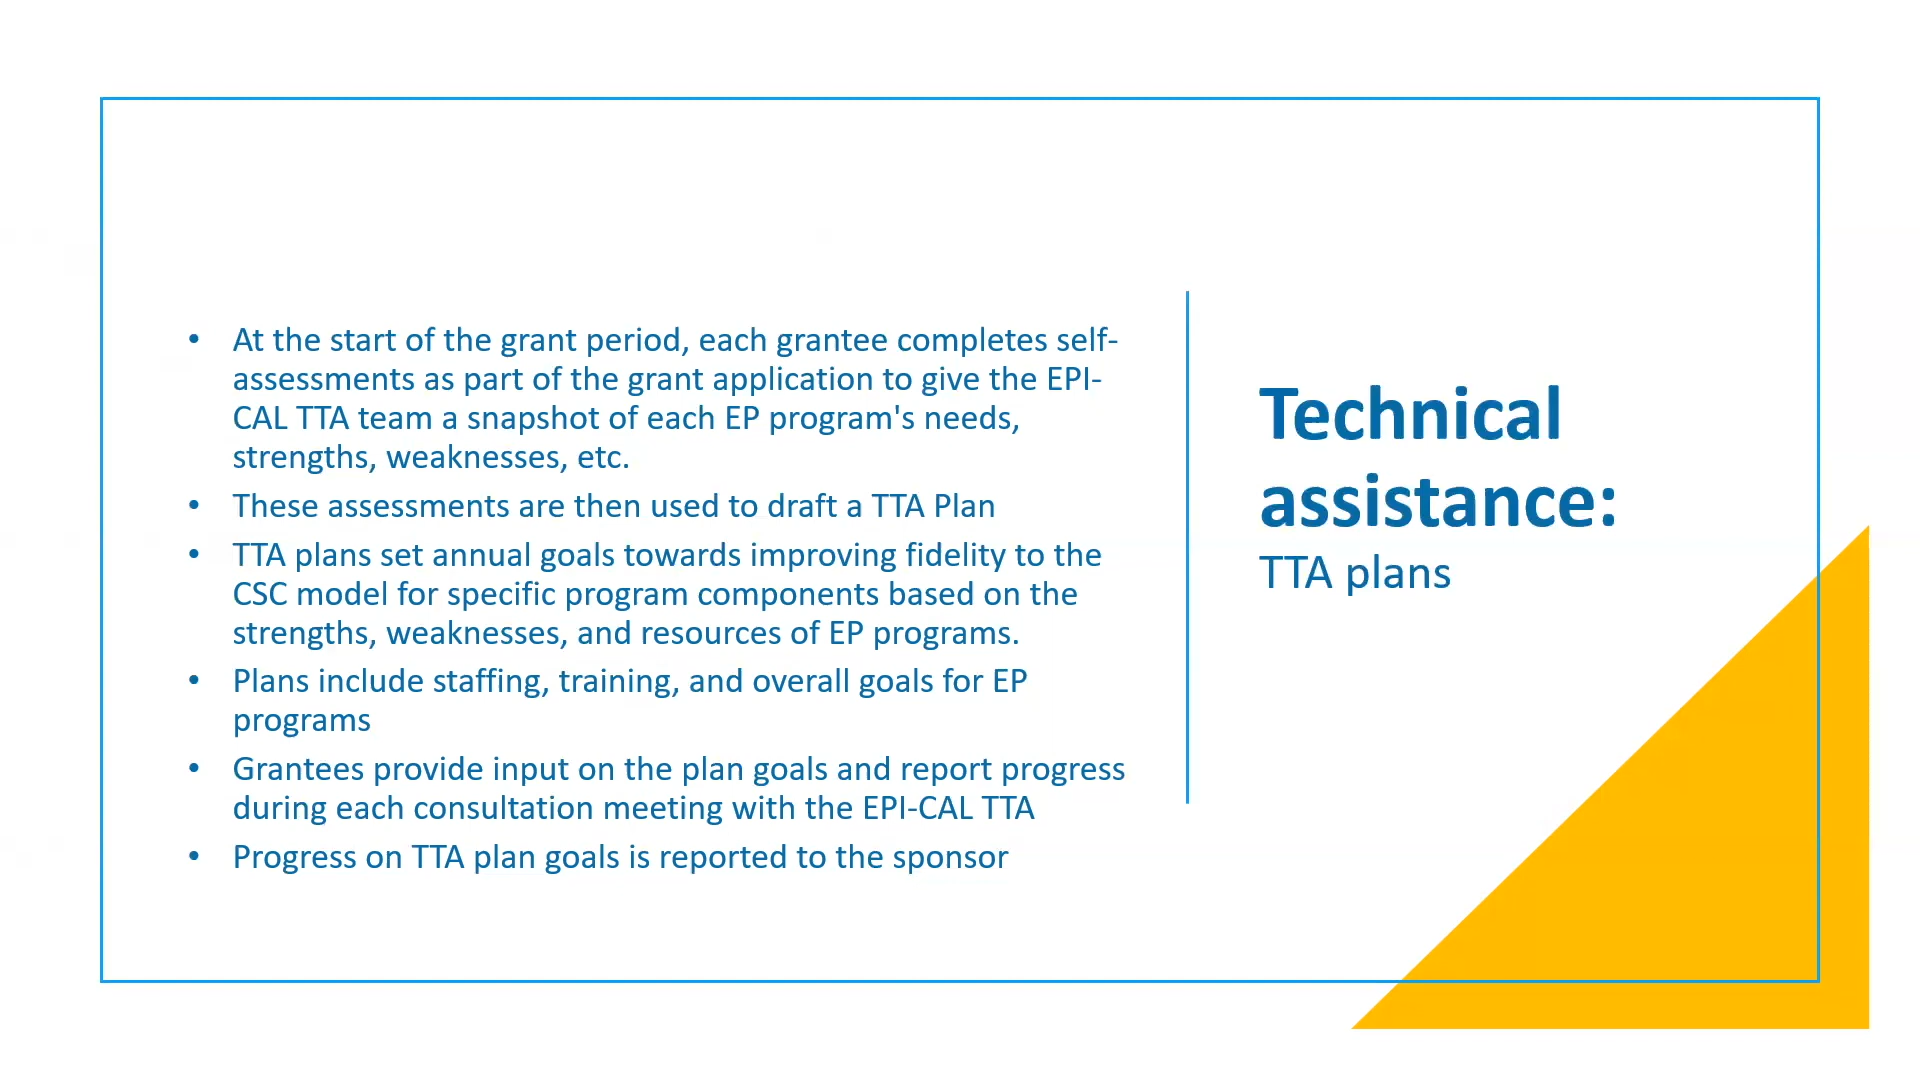 • At the start of the grant period, each grantee completes self-
assessments as part of the grant application to give the EPI-
CAL TTA team a snapshot of each EP program's needs,
strengths, weaknesses, etc.
• These assessments are then used to draft a TTA Plan
• TTA plans set annual goals towards improving fidelity to the
CSC model for specific program components based on the
strengths, weaknesses, and resources of EP programs.
• Plans include staffing, training, and overall goals for EP
programs
• Grantees provide input on the plan goals and report progress
during each consultation meeting with the EPI-CAL TTA
• Progress on TTA plan goals is reported to the sponsor
Technical
assistance:
TTA plans